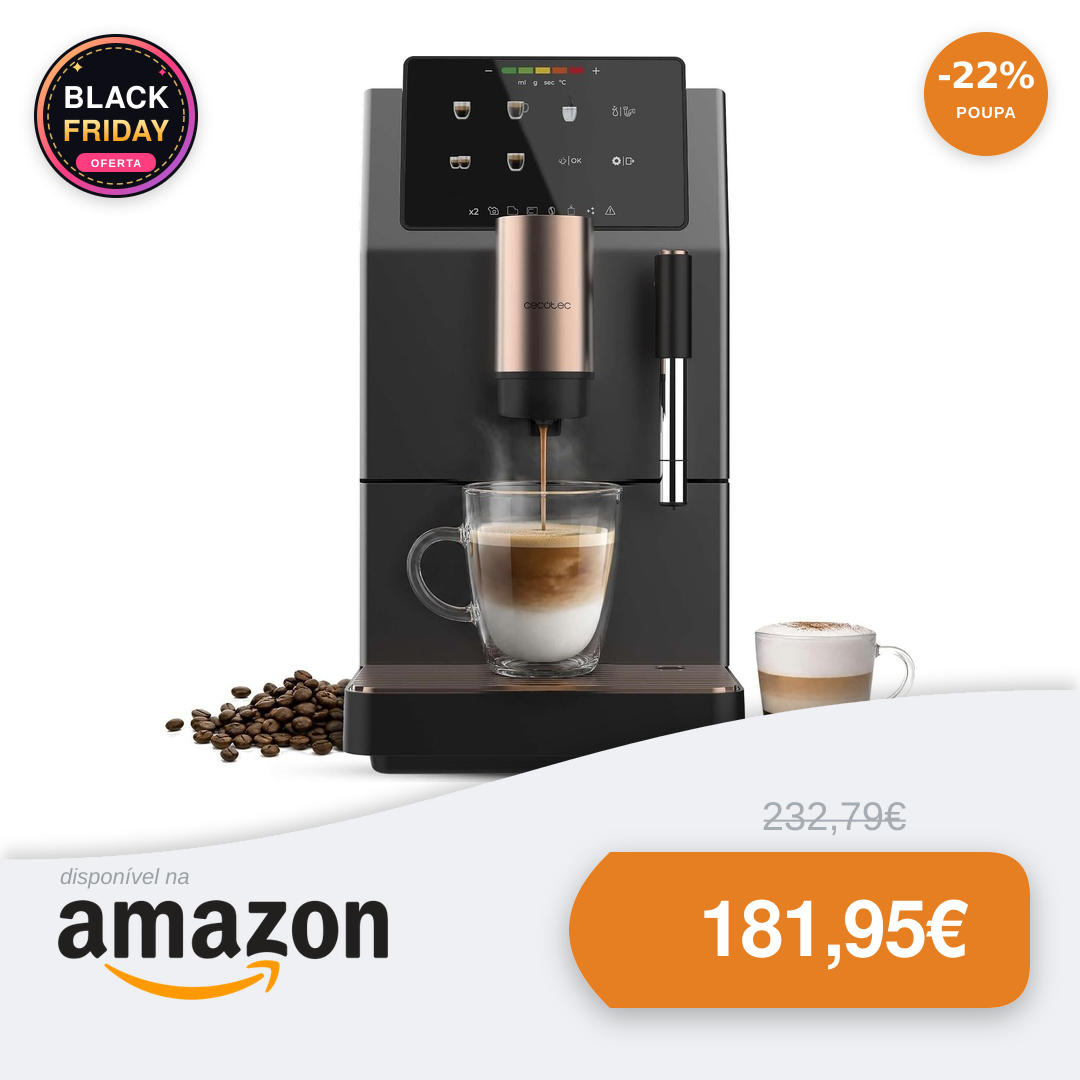 BLACK
FRIDAY
OFERTA
-22%
POUPA
− +
ml g sec °C
OK
x2
cecotec
232,79€
disponível na
amazon
181,95€